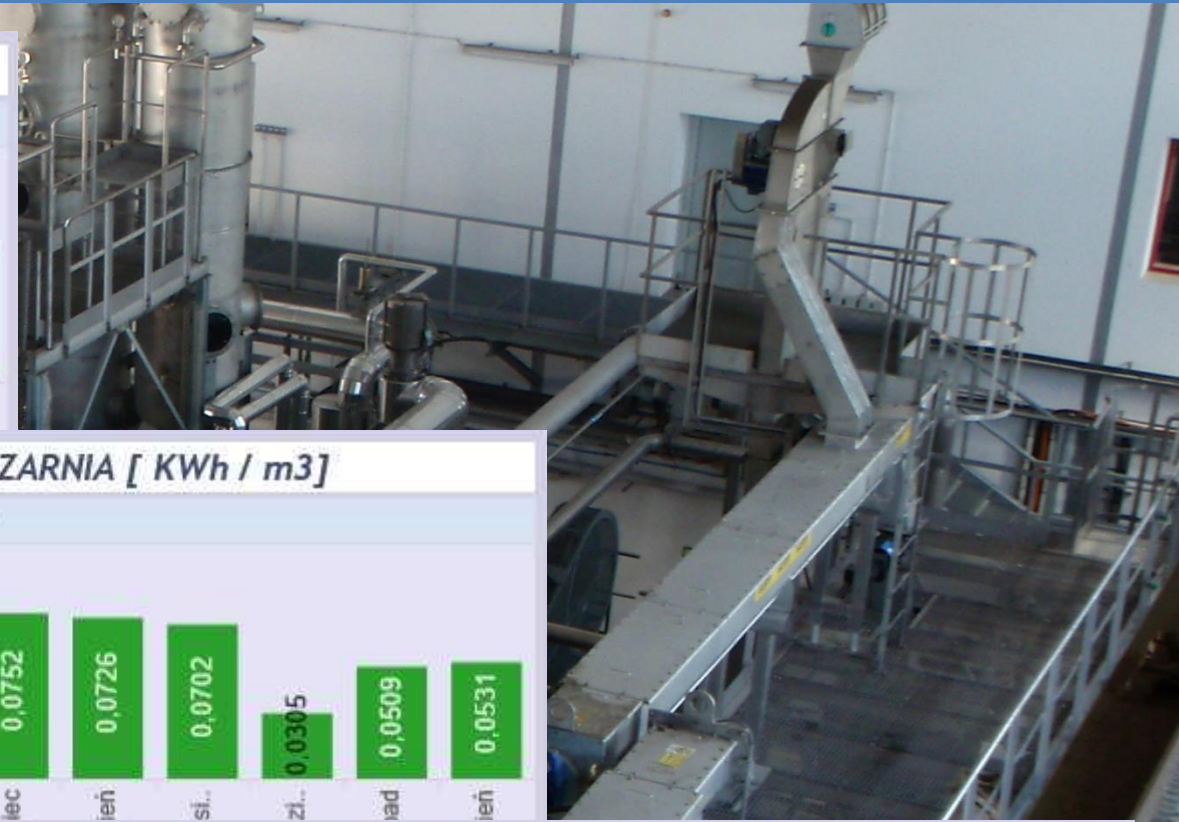 ZARNIA [ KWh / m3]
0,0752
0,0726
0,0702
0,0305
0,0509
0,0531
iec
ień
si..
zi..
pad
ień